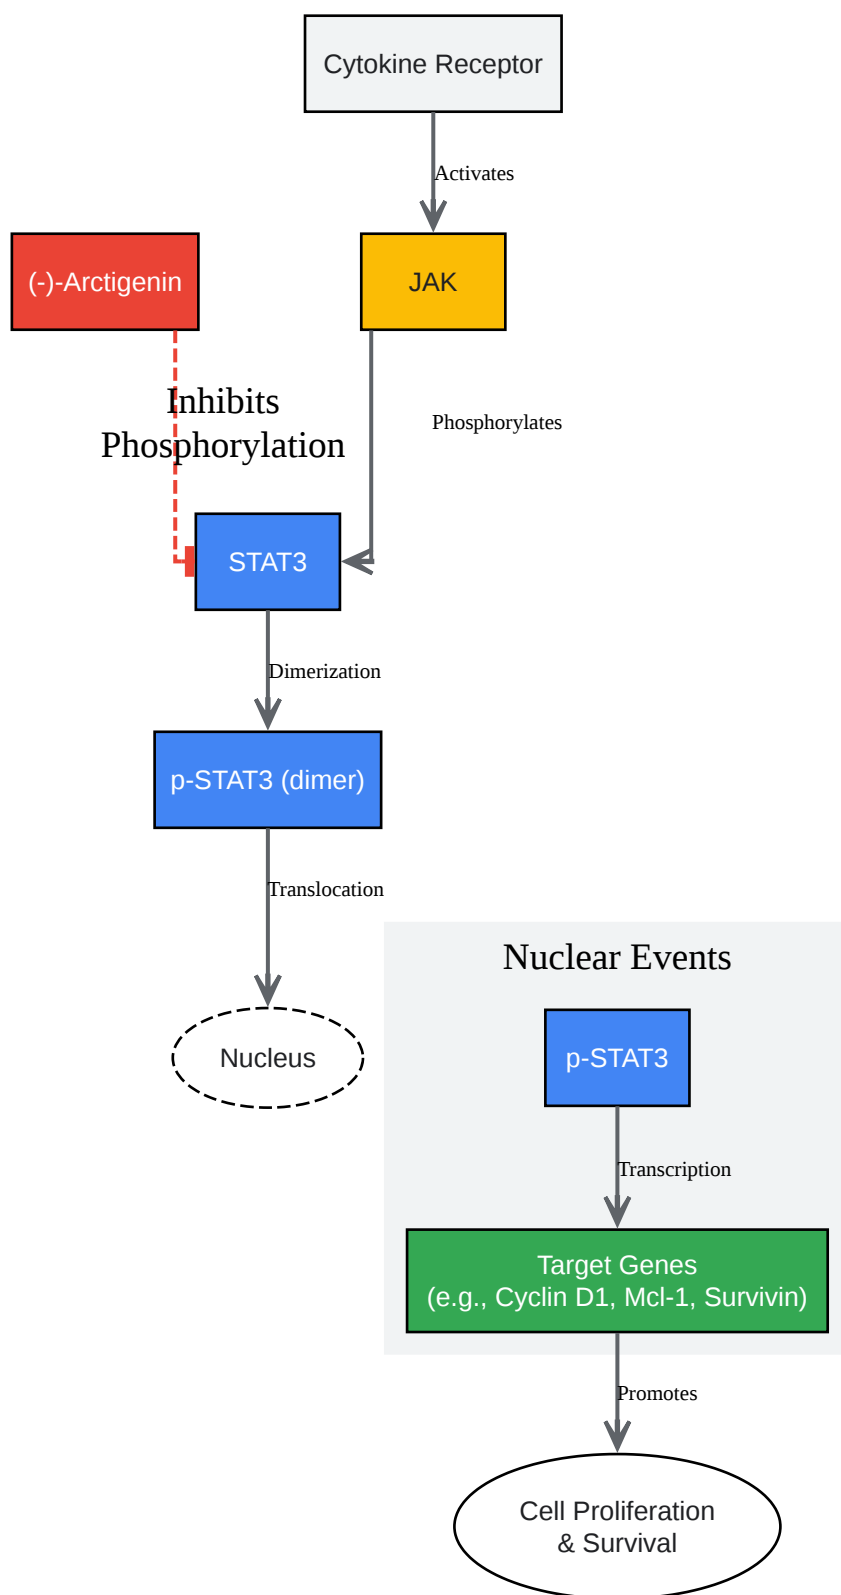 Cytokine Receptor
Activates
(-)-Arctigenin
JAK
Inhibits
Phosphorylation
Phosphorylates
STAT3
Dimerization
p-STAT3 (dimer)
Translocation
Nucleus
Nuclear Events
p-STAT3
Transcription
Target Genes
(e.g., Cyclin D1, Mcl-1, Survivin)
Promotes
Cell Proliferation
& Survival